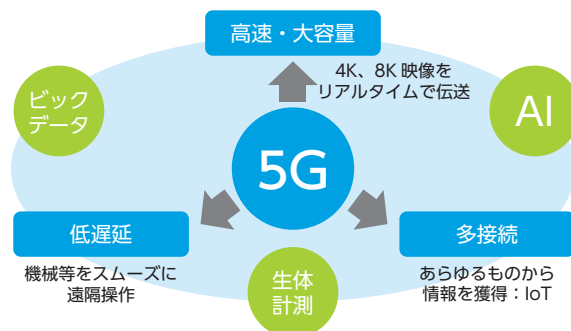 高速・大容量
4K、8K 映像を
リアルタイムで伝送
ビック
データ
AI
5G
低遅延
機械等をスムーズに
遠隔操作
生体
計測
多接続
あらゆるものから
情報を獲得：IoT